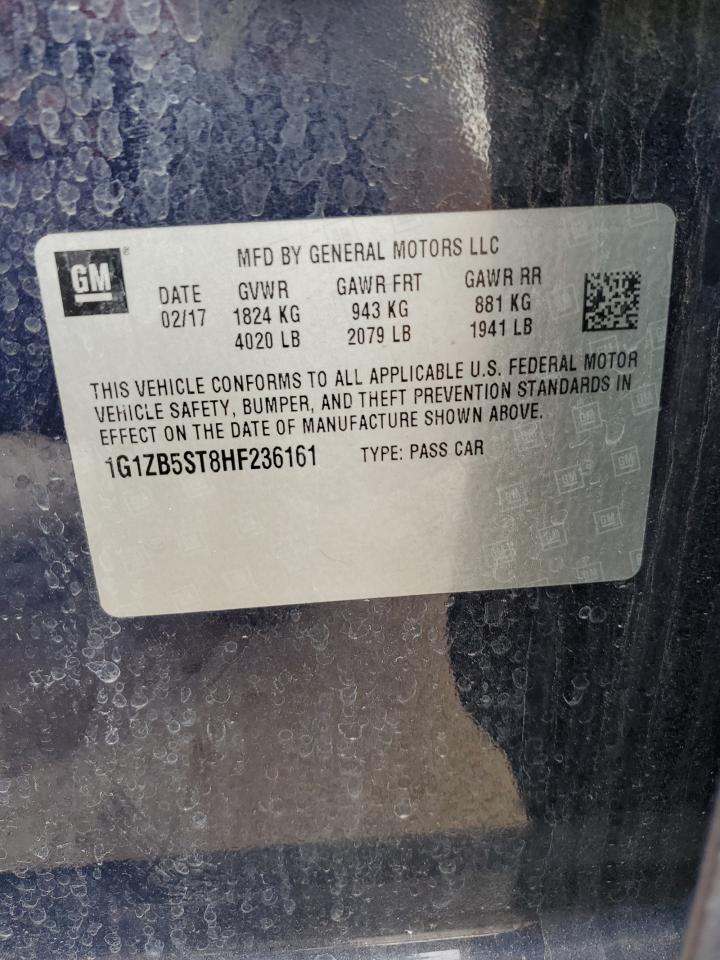 GM
MFD BY GENERAL MOTORS LLC
DATE GVWR GAWR FRT GAWR RR
02/17 1824 KG 943 KG 881 KG
4020 LB 2079 LB 1941 LB
THIS VEHICLE CONFORMS TO ALL APPLICABLE U.S. FEDERAL MOTOR
VEHICLE SAFETY, BUMPER, AND THEFT PREVENTION STANDARDS IN
EFFECT ON THE DATE OF MANUFACTURE SHOWN ABOVE.
1G1ZB5ST8HF236161 TYPE: PASS CAR